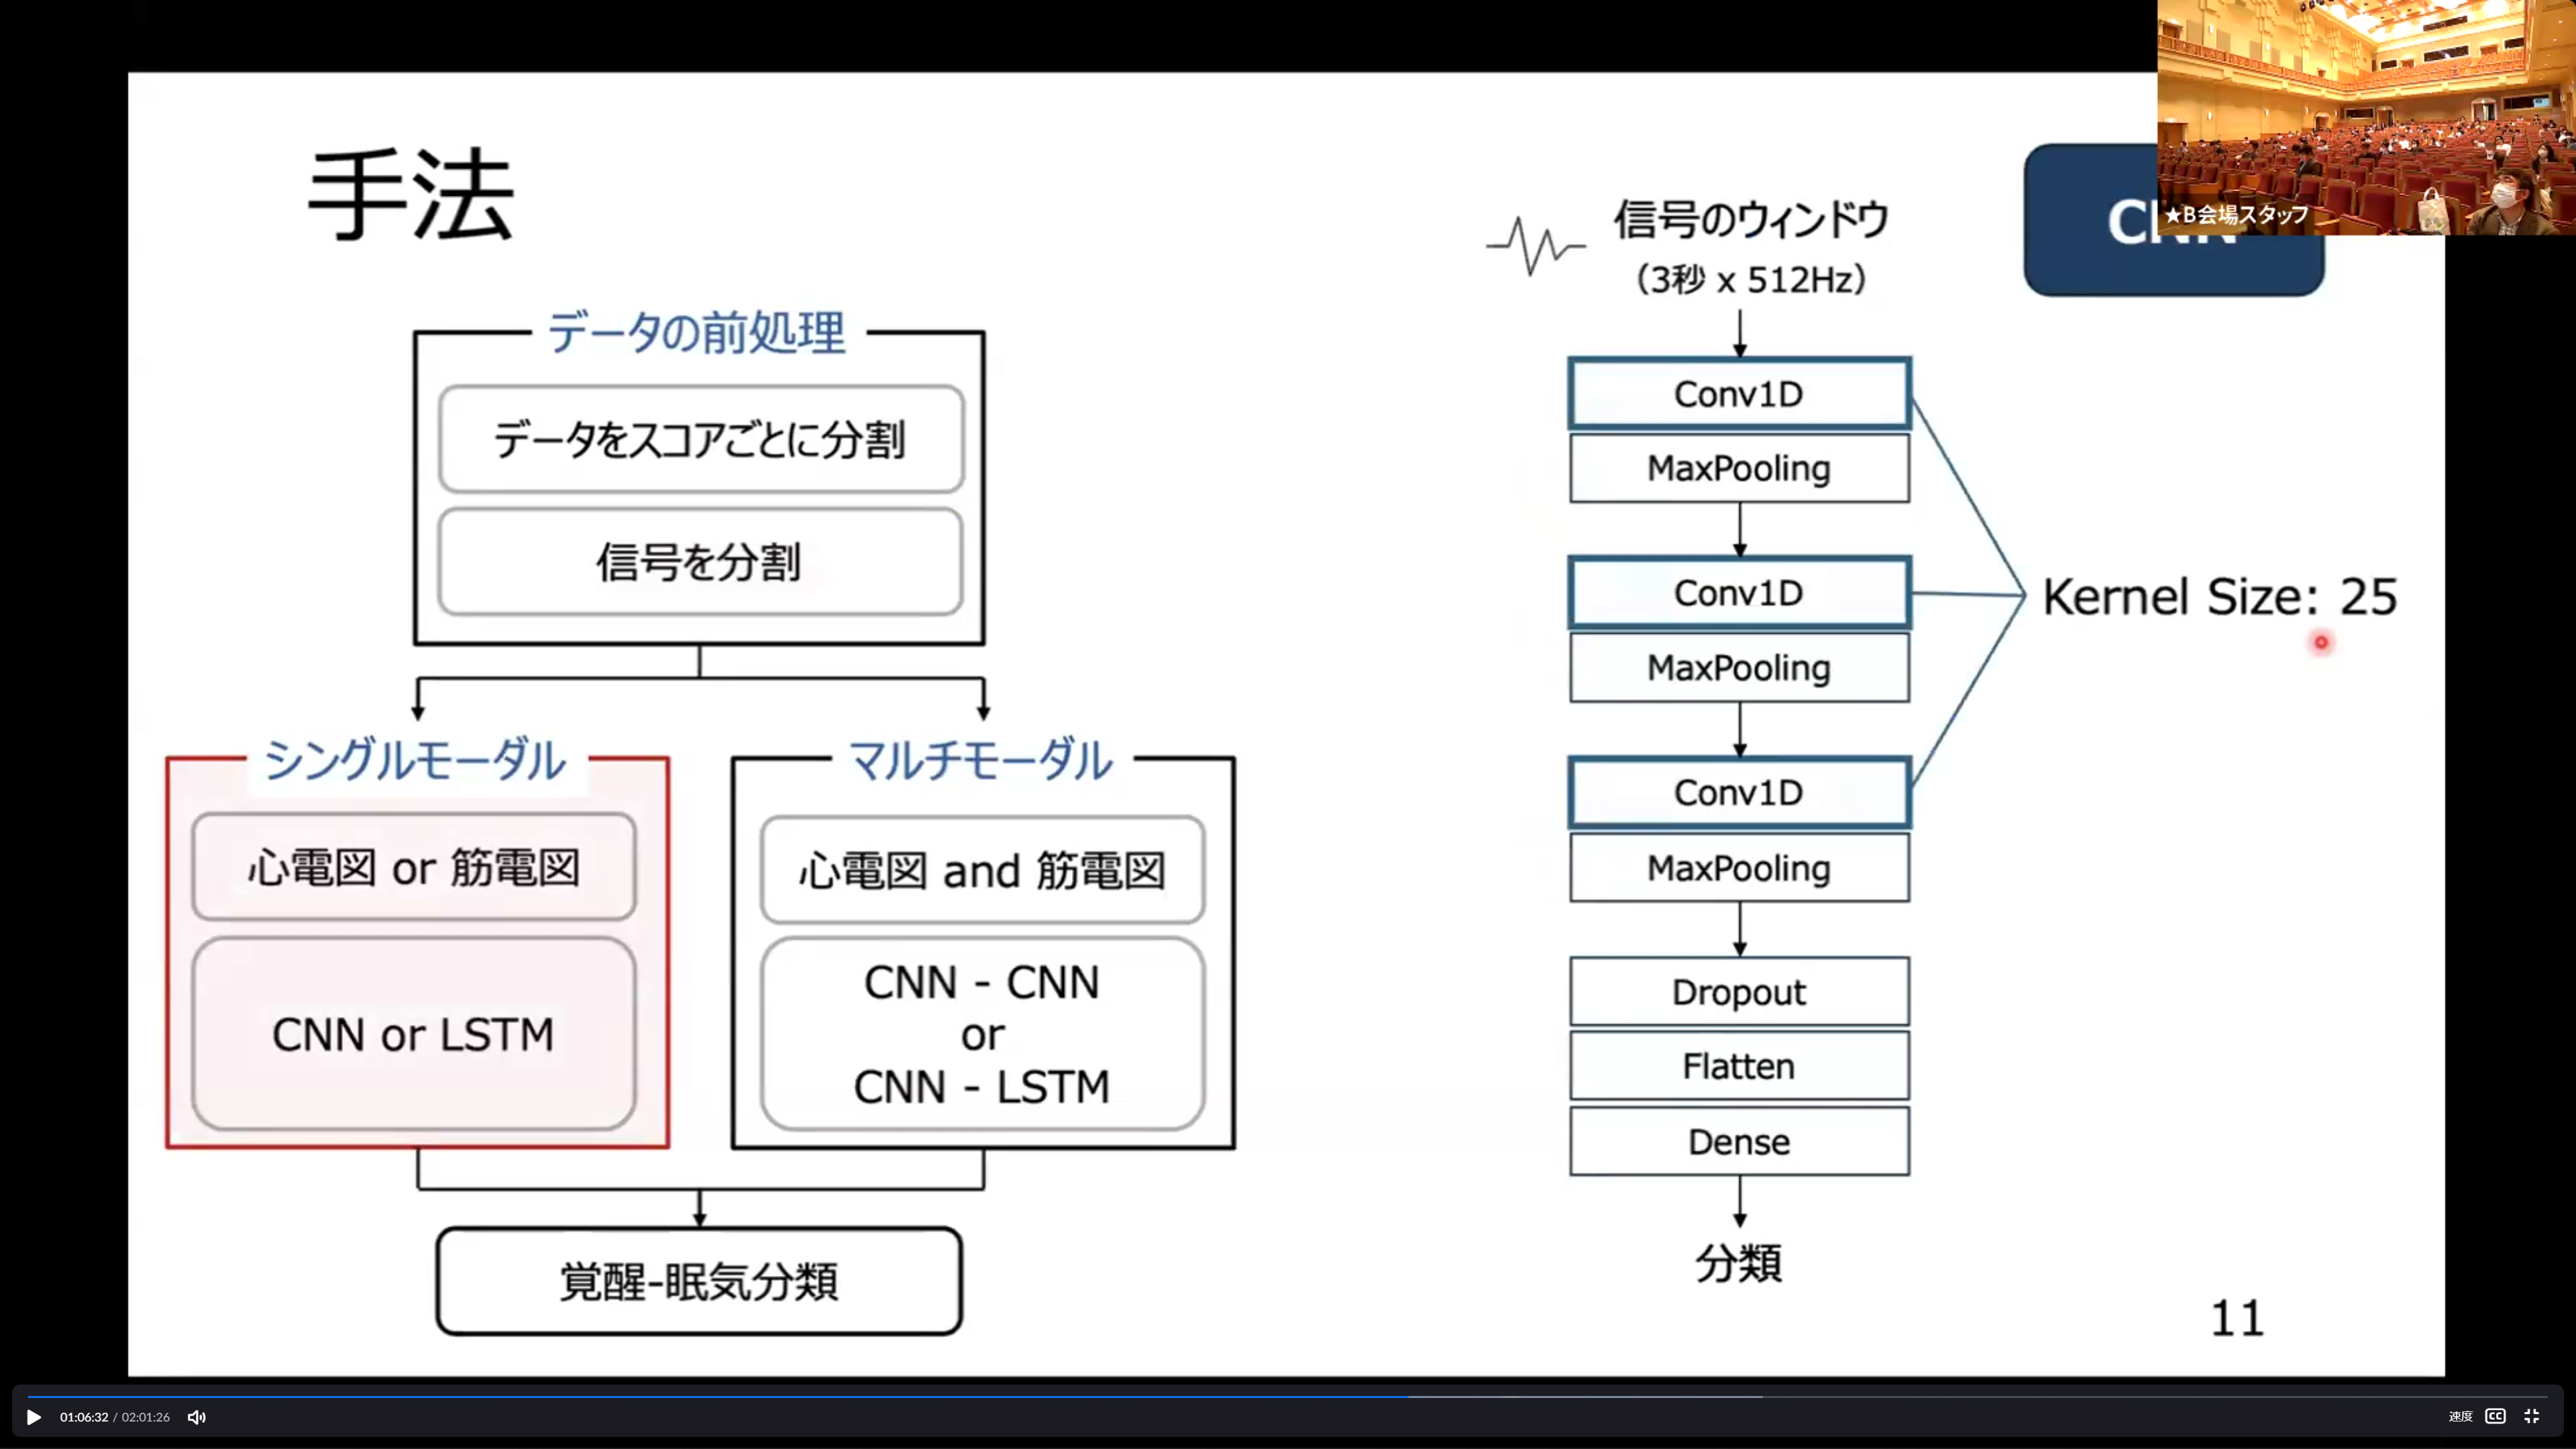 手法
データの前処理
データをスコアごとに分割
信号を分割
シングルモーダル
心電図 or 筋電図
CNN or LSTM
マルチモーダル
心電図 and 筋電図
CNN - CNN
or
CNN - LSTM
覚醒-眠気分類
信号のウィンドウ
（3秒 x 512Hz）
Conv1D
MaxPooling
Conv1D
MaxPooling
Conv1D
MaxPooling
Dropout
Flatten
Dense
分類
Kernel Size: 25
CNN
★B会場スタッフ
11
01:06:32 / 02:01:26
速度
CC